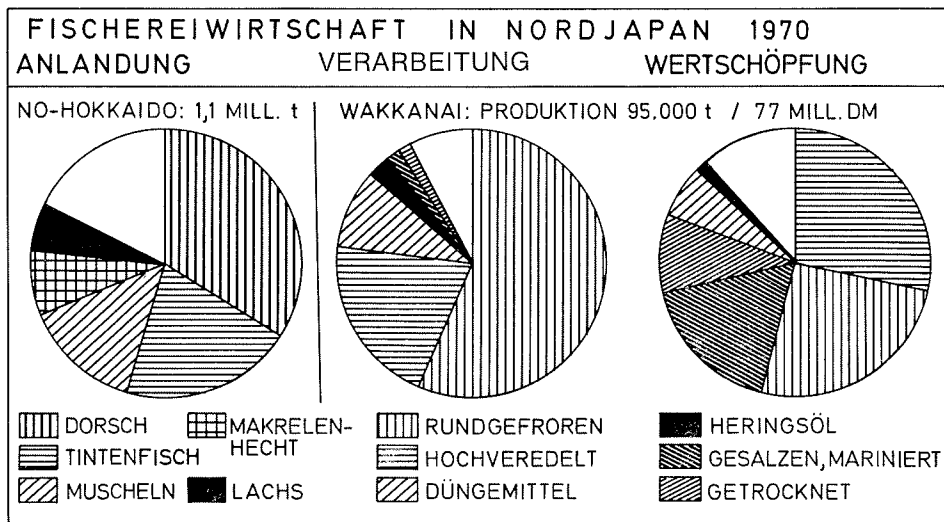 FISCHEREIWIRTSCHAFT IN NORDJAPAN 1970
ANLANDUNG VERARBEITUNG WERTSCHÖPFUNG
NO-HOKKAIDO: 1,1 MILL. t
WAKKANAI: PRODUKTION 95.000 t / 77 MILL. DM
DORSCH
TINTENFISCH
MUSCHELN
MAKRELEN-
HECHT
LACHS
RUNDGEFROREN
HOCHVEREDELT
DÜNGEMITTEL
HERINGSÖL
GESALZEN, MARINIERT
GETROCKNET